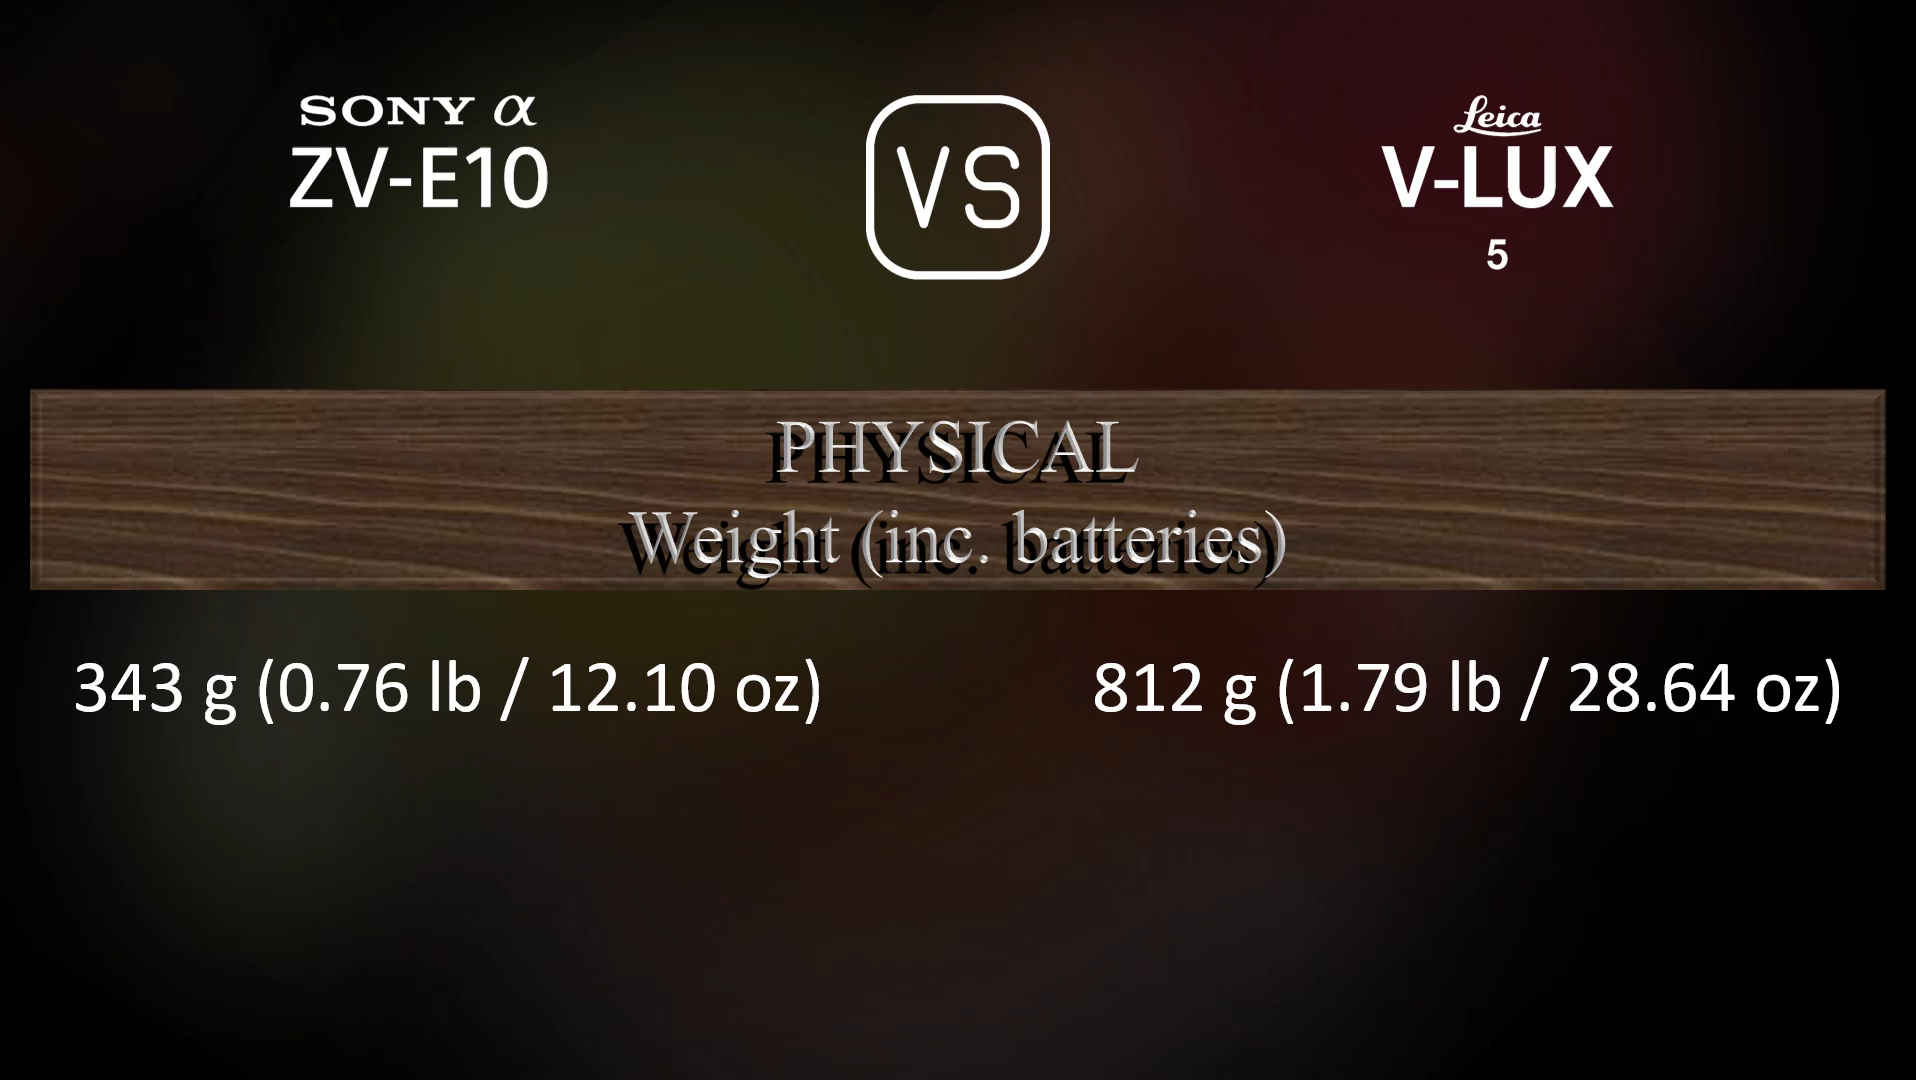 SONY α
ZV-E10
VS
Leica
V-LUX
5
PHYSICAL
Weight (inc. batteries)
343 g (0.76 lb / 12.10 oz)
812 g (1.79 lb / 28.64 oz)